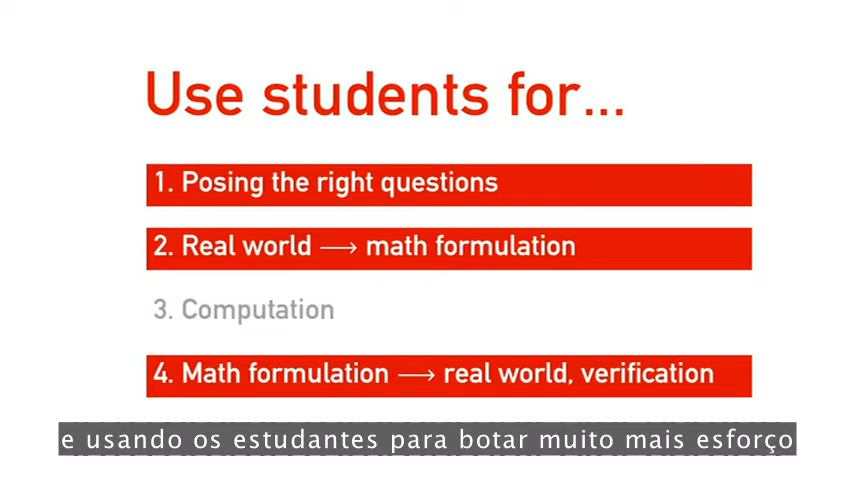 Use students for...
1. Posing the right questions
2. Real world ⟶ math formulation
3. Computation
4. Math formulation ⟶ real world, verification
e usando os estudantes para botar muito mais esforço